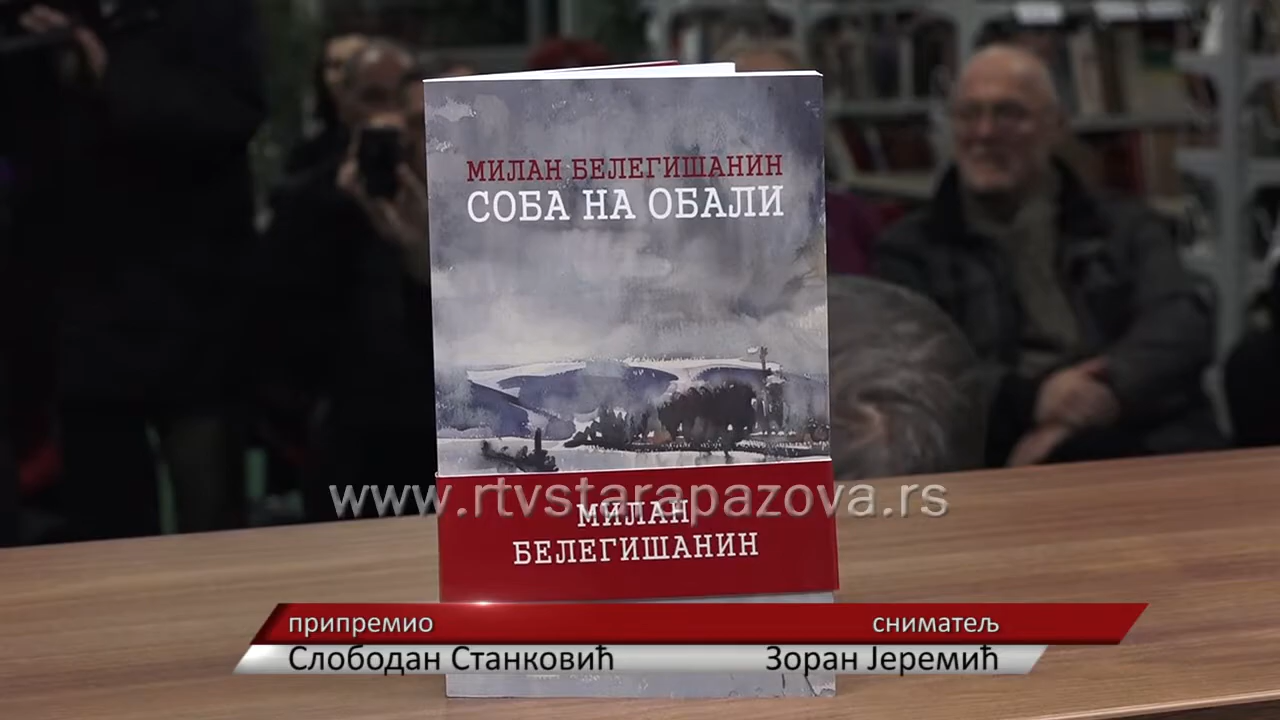 МИЛАН БЕЛЕГИШАНИН
СОБА НА ОБАЛИ
www.rtvstarapazova.rs
МИЛАН
БЕЛЕГИШАНИН
припремио
сниматељ
Слободан Станковић
Зоран Јеремић